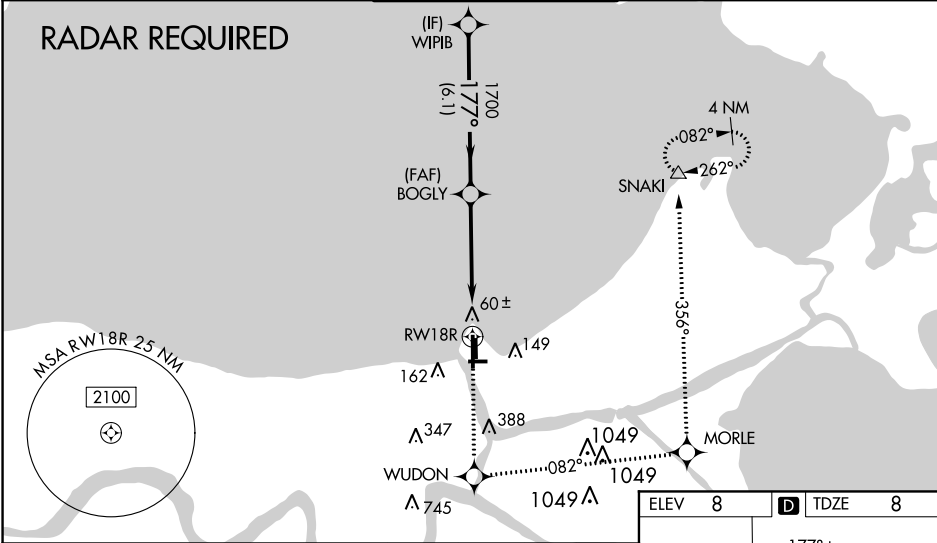 RADAR REQUIRED
(IF)
WIPIB
1700
177°
(6.1)
4 NM
082°
262°
SNAKI
(FAF)
BOGLY
356°
60±
RW18R
149
162
MSA RW18R 25 NM
2100
347
388
1049
MORLE
082°
1049
WUDON
745
1049
ELEV 8 D TDZE 8